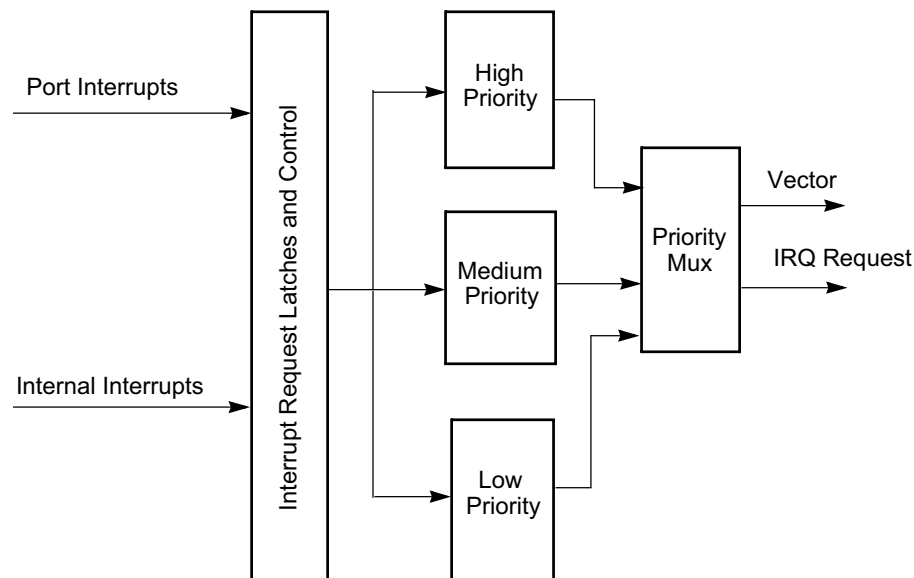 Port Interrupts
Internal Interrupts
Interrupt Request Latches and Control
High
Priority
Medium
Priority
Low
Priority
Priority
Mux
Vector
IRQ Request